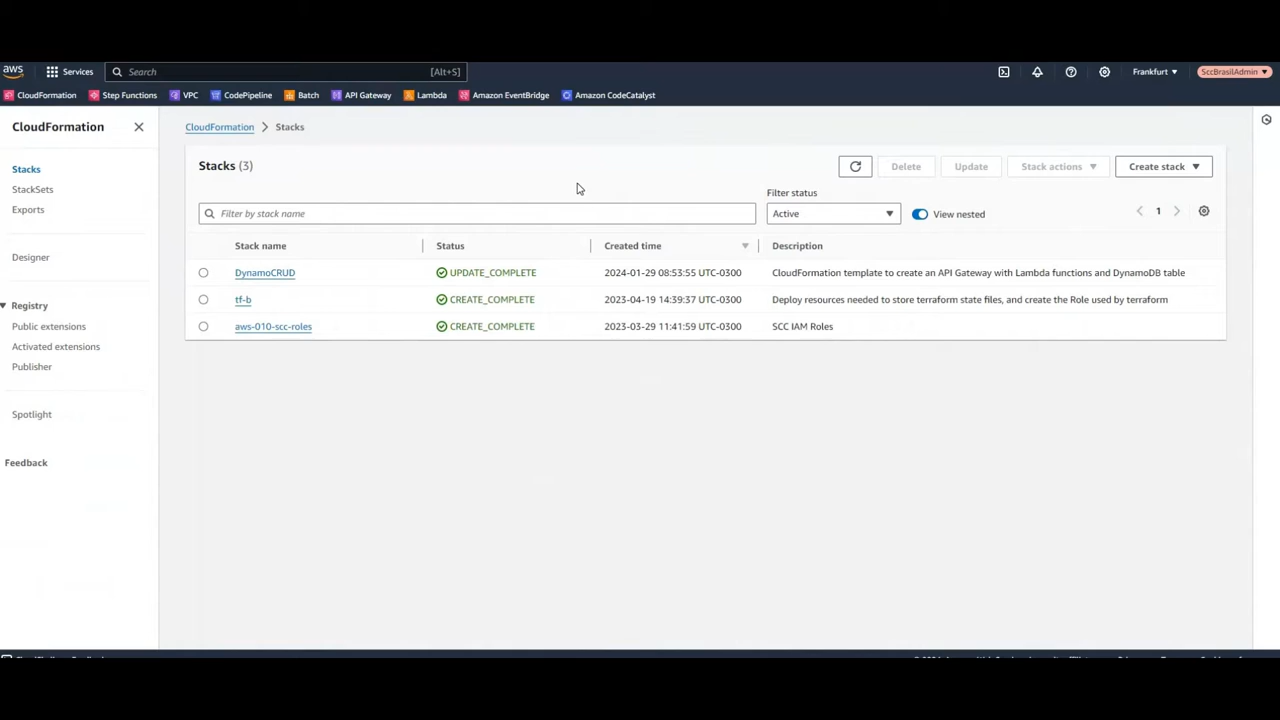 aws Services Search [Alt+S] Frankfurt SccBrasilAdmin
CloudFormation Step Functions VPC CodePipeline Batch API Gateway Lambda Amazon EventBridge Amazon CodeCatalyst
CloudFormation
Stacks
StackSets
Exports
Designer
Registry
Public extensions
Activated extensions
Publisher
Spotlight
Feedback
CloudFormation Stacks
Stacks (3)
Delete Update Stack actions Create stack
Filter status
Filter by stack name Active View nested 1
Stack name Status Created time Description
DynamoCRUD UPDATE_COMPLETE 2024-01-29 08:53:55 UTC-0300 CloudFormation template to create an API Gateway with Lambda functions and DynamoDB table
tf-b CREATE_COMPLETE 2023-04-19 14:39:37 UTC-0300 Deploy resources needed to store terraform state files, and create the Role used by terraform
aws-010-scc-roles CREATE_COMPLETE 2023-03-29 11:41:59 UTC-0300 SCC IAM Roles